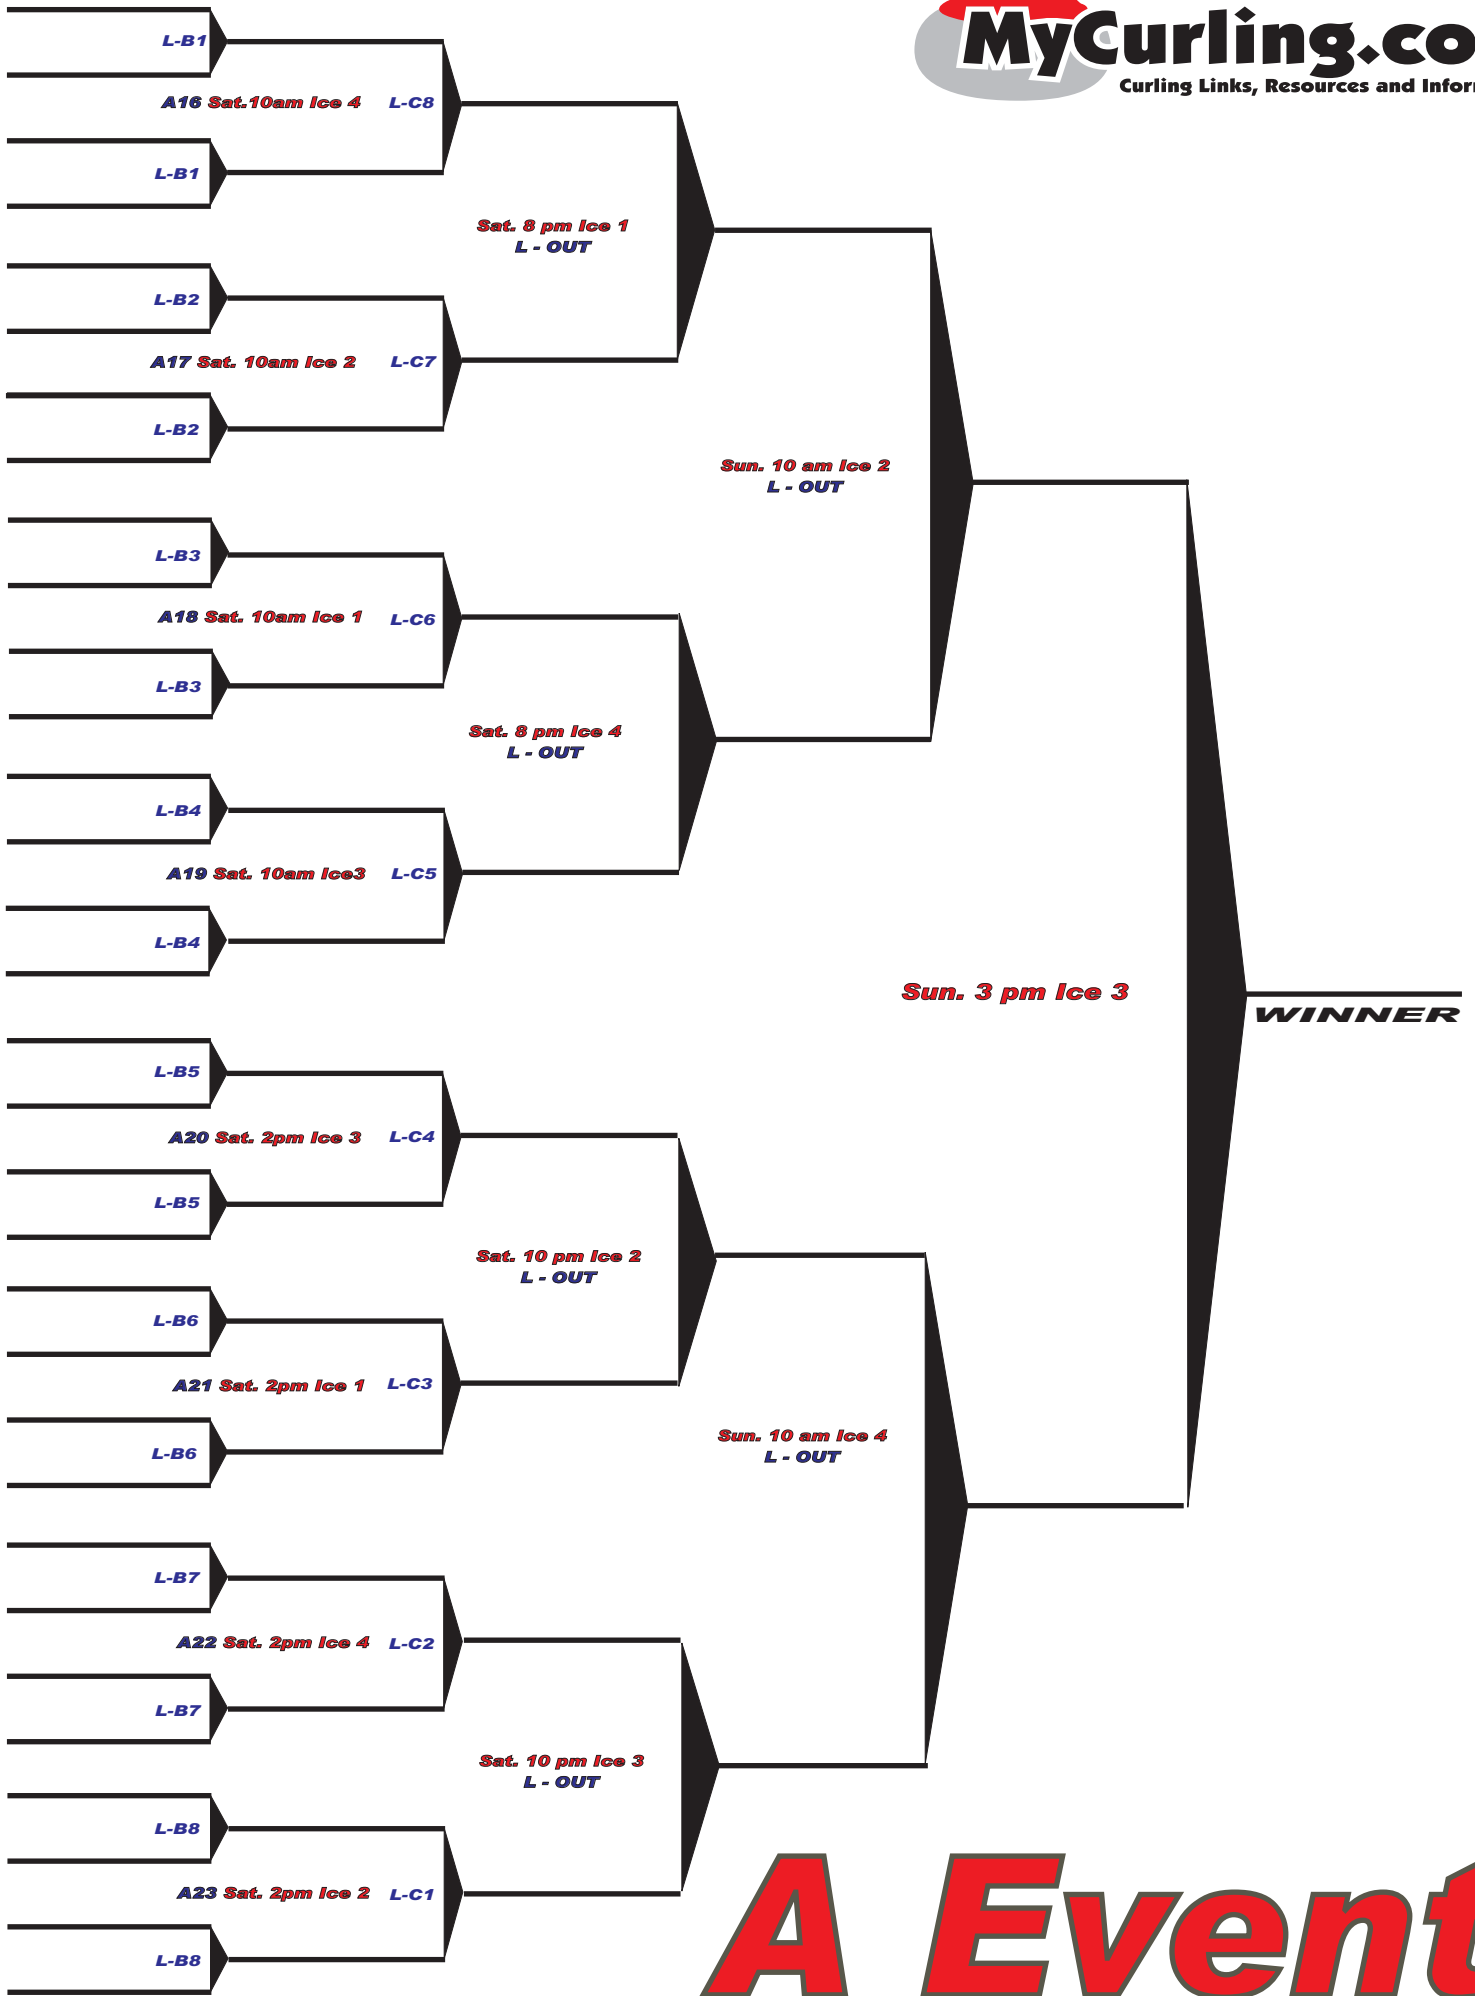 MyCurling.co
Curling Links, Resources and Infor
L-B1
A16 Sat.10am Ice 4 L-C8
L-B1
Sat. 8 pm Ice 1
L - OUT
L-B2
A17 Sat. 10am Ice 2 L-C7
L-B2
Sun. 10 am Ice 2
L - OUT
L-B3
A18 Sat. 10am Ice 1 L-C6
L-B3
Sat. 8 pm Ice 4
L - OUT
L-B4
A19 Sat. 10am Ice3 L-C5
L-B4
Sun. 3 pm Ice 3
WINNER
L-B5
A20 Sat. 2pm Ice 3 L-C4
L-B5
Sat. 10 pm Ice 2
L - OUT
L-B6
A21 Sat. 2pm Ice 1 L-C3
L-B6
Sun. 10 am Ice 4
L - OUT
L-B7
A22 Sat. 2pm Ice 4 L-C2
L-B7
Sat. 10 pm Ice 3
L - OUT
L-B8
A23 Sat. 2pm Ice 2 L-C1
L-B8
A Event